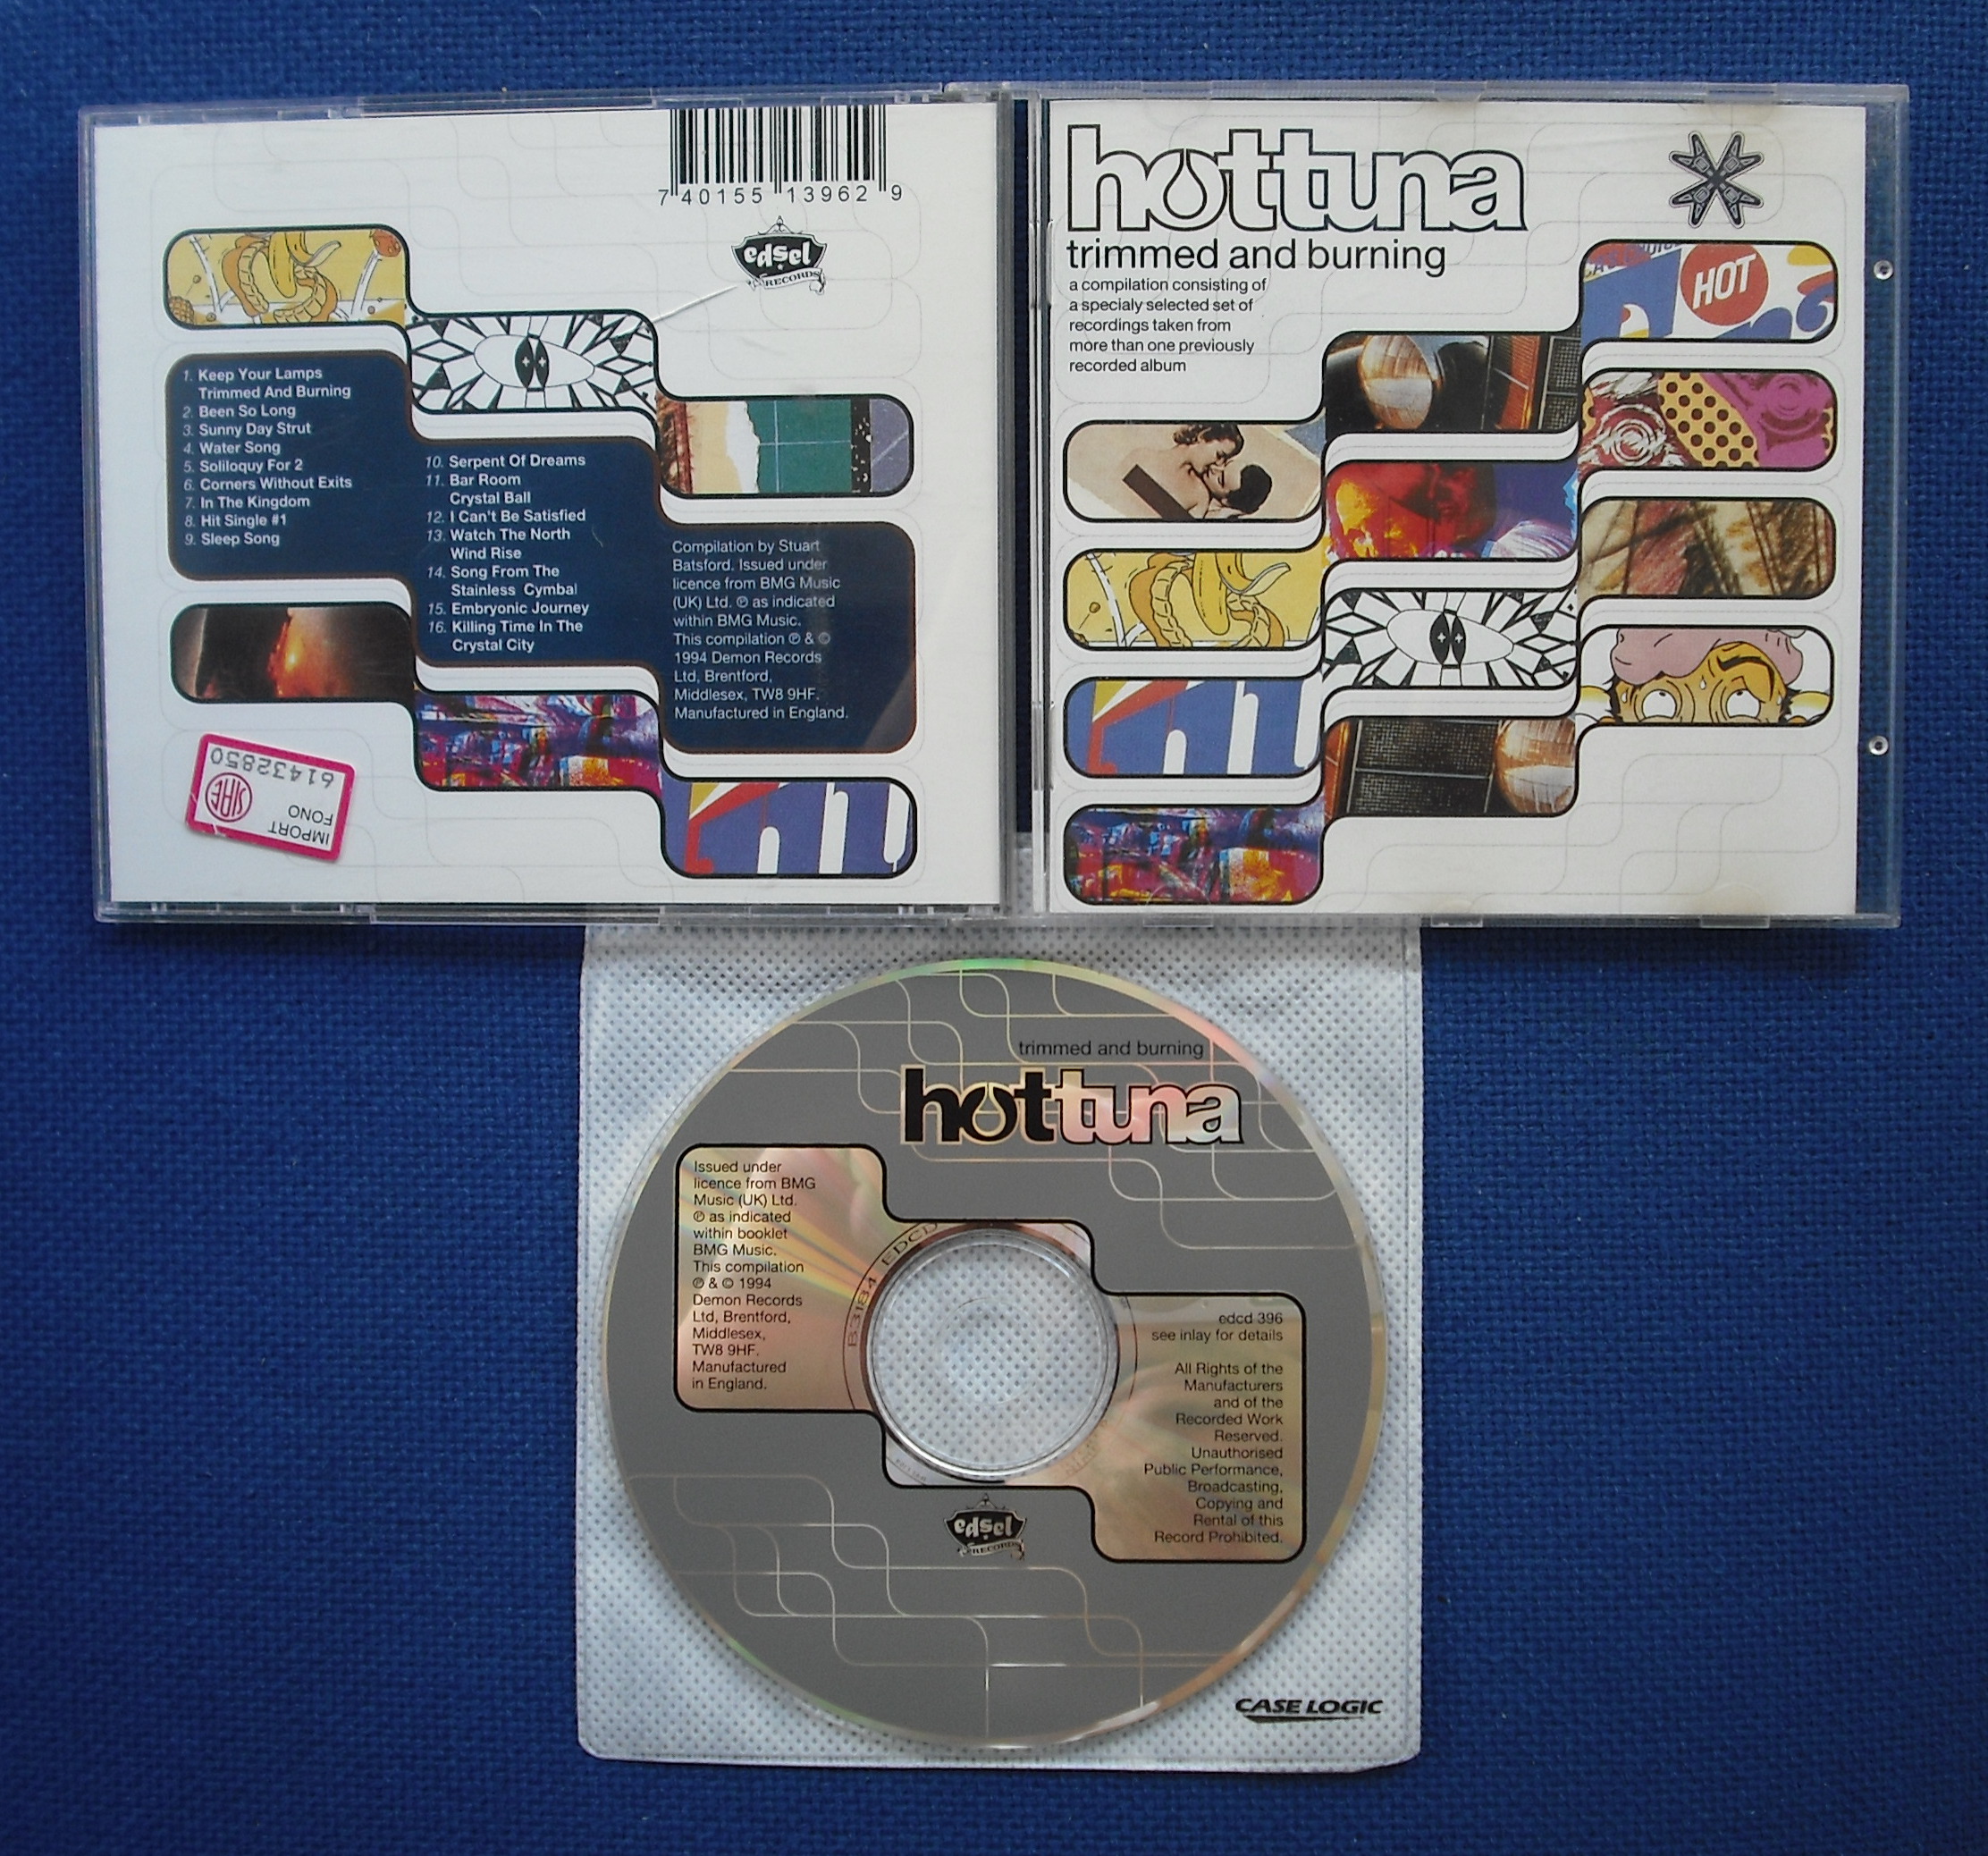 7 40155 13962 9
edsel
RECORDS
1. Keep Your Lamps
Trimmed And Burning
2. Been So Long
3. Sunny Day Strut
4. Water Song
5. Soliloquy For 2
6. Corners Without Exits
7. In The Kingdom
8. Hit Single #1
9. Sleep Song
10. Serpent Of Dreams
11. Bar Room
Crystal Ball
12. I Can't Be Satisfied
13. Watch The North
Wind Rise
14. Song From The
Stainless Cymbal
15. Embryonic Journey
16. Killing Time In The
Crystal City
Compilation by Stuart
Batsford. Issued under
licence from BMG Music
(UK) Ltd. ℗ as indicated
within BMG Music.
This compilation ℗ & ©
1994 Demon Records
Ltd, Brentford,
Middlesex, TW8 9HF.
Manufactured in England.
IMPORT
FONO
SIAE
61432850
hottuna
trimmed and burning
a compilation consisting of
a specialy selected set of
recordings taken from
more than one previously
recorded album
HOT
trimmed and burning
hottuna
Issued under
licence from BMG
Music (UK) Ltd.
℗ as indicated
within booklet
BMG Music.
This compilation
℗ & © 1994
Demon Records
Ltd, Brentford,
Middlesex,
TW8 9HF.
Manufactured
in England.
B3184 EDCD
edcd 396
see inlay for details
All Rights of the
Manufacturers
and of the
Recorded Work
Reserved.
Unauthorised
Public Performance,
Broadcasting,
Copying and
Rental of this
Record Prohibited.
edsel
RECORDS
CASE LOGIC